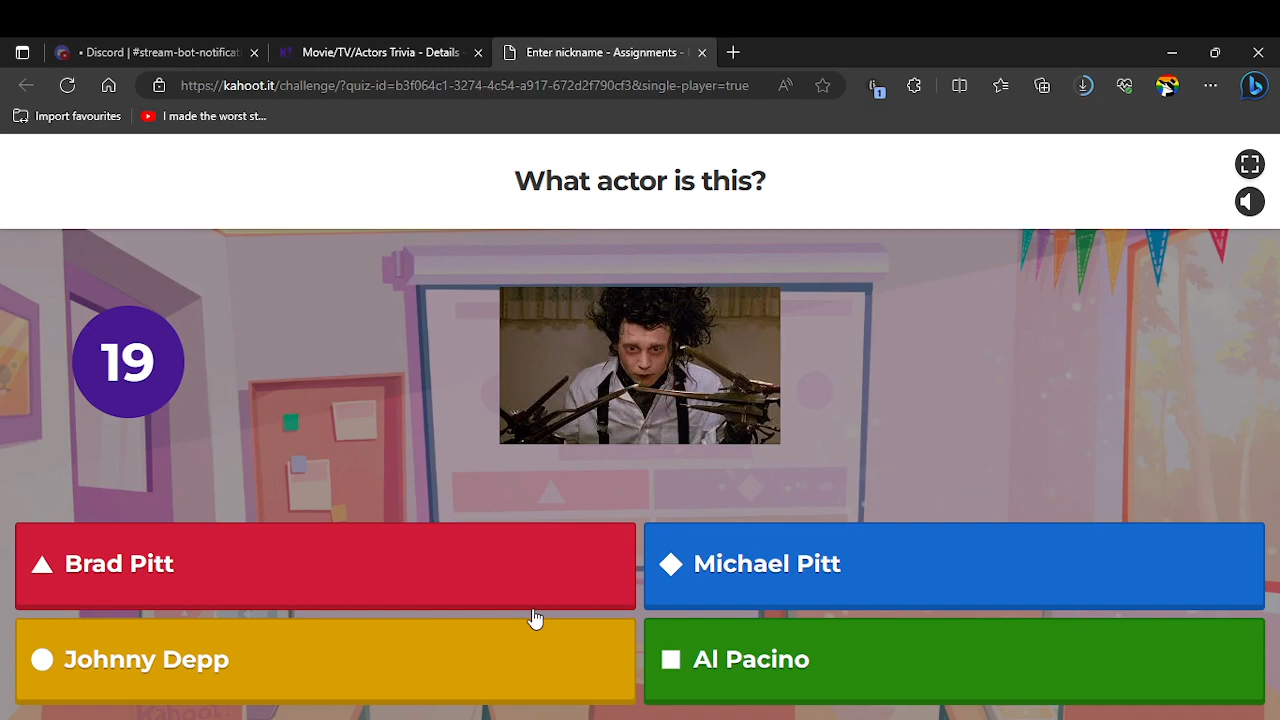 • Discord | #stream-bot-notificat
Movie/TV/Actors Trivia - Details
Enter nickname - Assignments -
https://kahoot.it/challenge/?quiz-id=b3f064c1-3274-4c54-a917-672d2f790cf3&single-player=true
1
Import favourites
I made the worst st...
What actor is this?
19
Brad Pitt
Michael Pitt
Johnny Depp
Al Pacino
Kahoot!